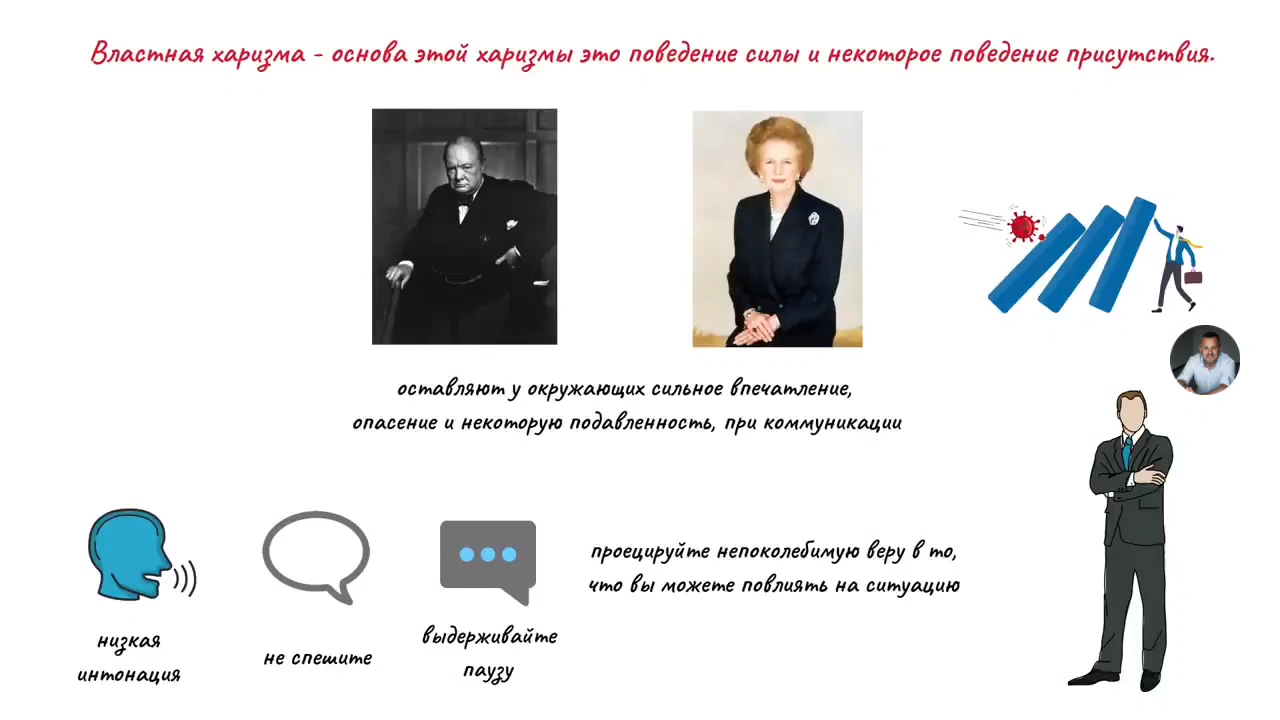 Властная харизма - основа этой харизмы это поведение силы и некоторое поведение присутствия.
оставляют у окружающих сильное впечатление,
опасение и некоторую подавленность, при коммуникации
проецируйте непоколебимую веру в то,
что вы можете повлиять на ситуацию
низкая
интонация
не спешите
выдерживайте
паузу